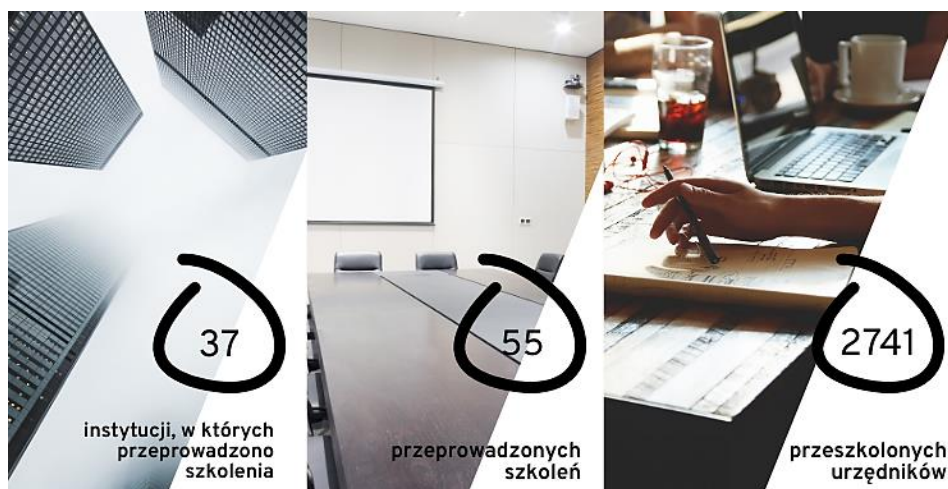 37
instytucji, w których
przeprowadzono
szkolenia
55
przeprowadzonych
szkoleń
2741
przeszkolonych
urzędników